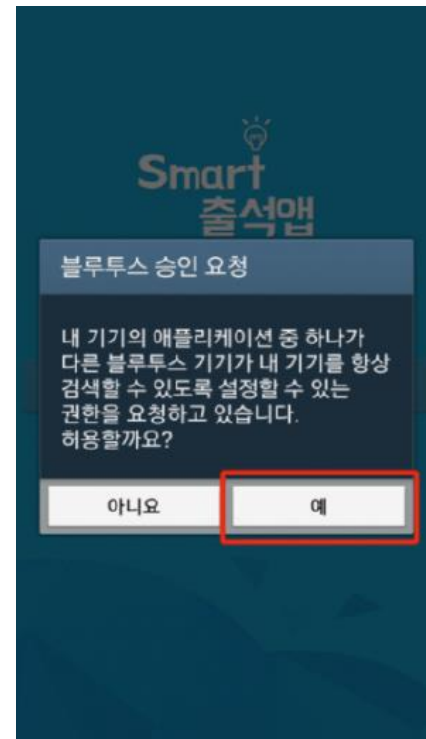 Smart
출석앱
블루투스 승인 요청
내 기기의 애플리케이션 중 하나가
다른 블루투스 기기가 내 기기를 항상
검색할 수 있도록 설정할 수 있는
권한을 요청하고 있습니다.
허용할까요?
아니요
예